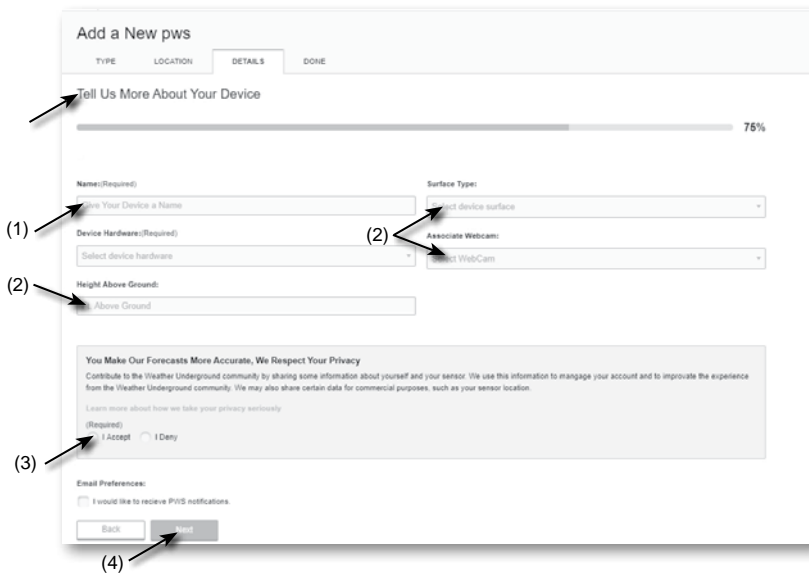 Add a New pws
TYPE LOCATION DETAILS DONE
Tell Us More About Your Device
75%
Name:(Required)
Give Your Device a Name
(1)
Device Hardware:(Required)
Select device hardware
(2)
Height Above Ground:
Above Ground
Surface Type:
Select device surface
(2)
Associate Webcam:
Select WebCam
You Make Our Forecasts More Accurate, We Respect Your Privacy
Contribute to the Weather Underground community by sharing some information about yourself and your sensor. We use this information to mangage your account and to improvate the experience
from the Weather Underground community. We may also share certain data for commercial purposes, such as your sensor location.
Learn more about how we take your privacy seriously
(Required)
I Accept I Deny
(3)
Email Preferences:
I would like to recieve PWS notifications.
Back Next
(4)